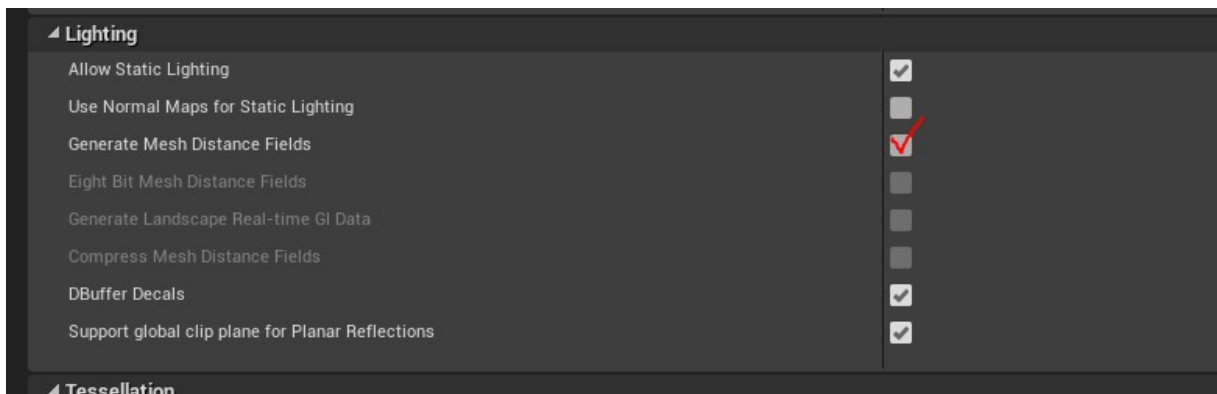 Lighting
Allow Static Lighting
Use Normal Maps for Static Lighting
Generate Mesh Distance Fields
Eight Bit Mesh Distance Fields
Generate Landscape Real-time GI Data
Compress Mesh Distance Fields
DBuffer Decals
Support global clip plane for Planar Reflections
Tessellation